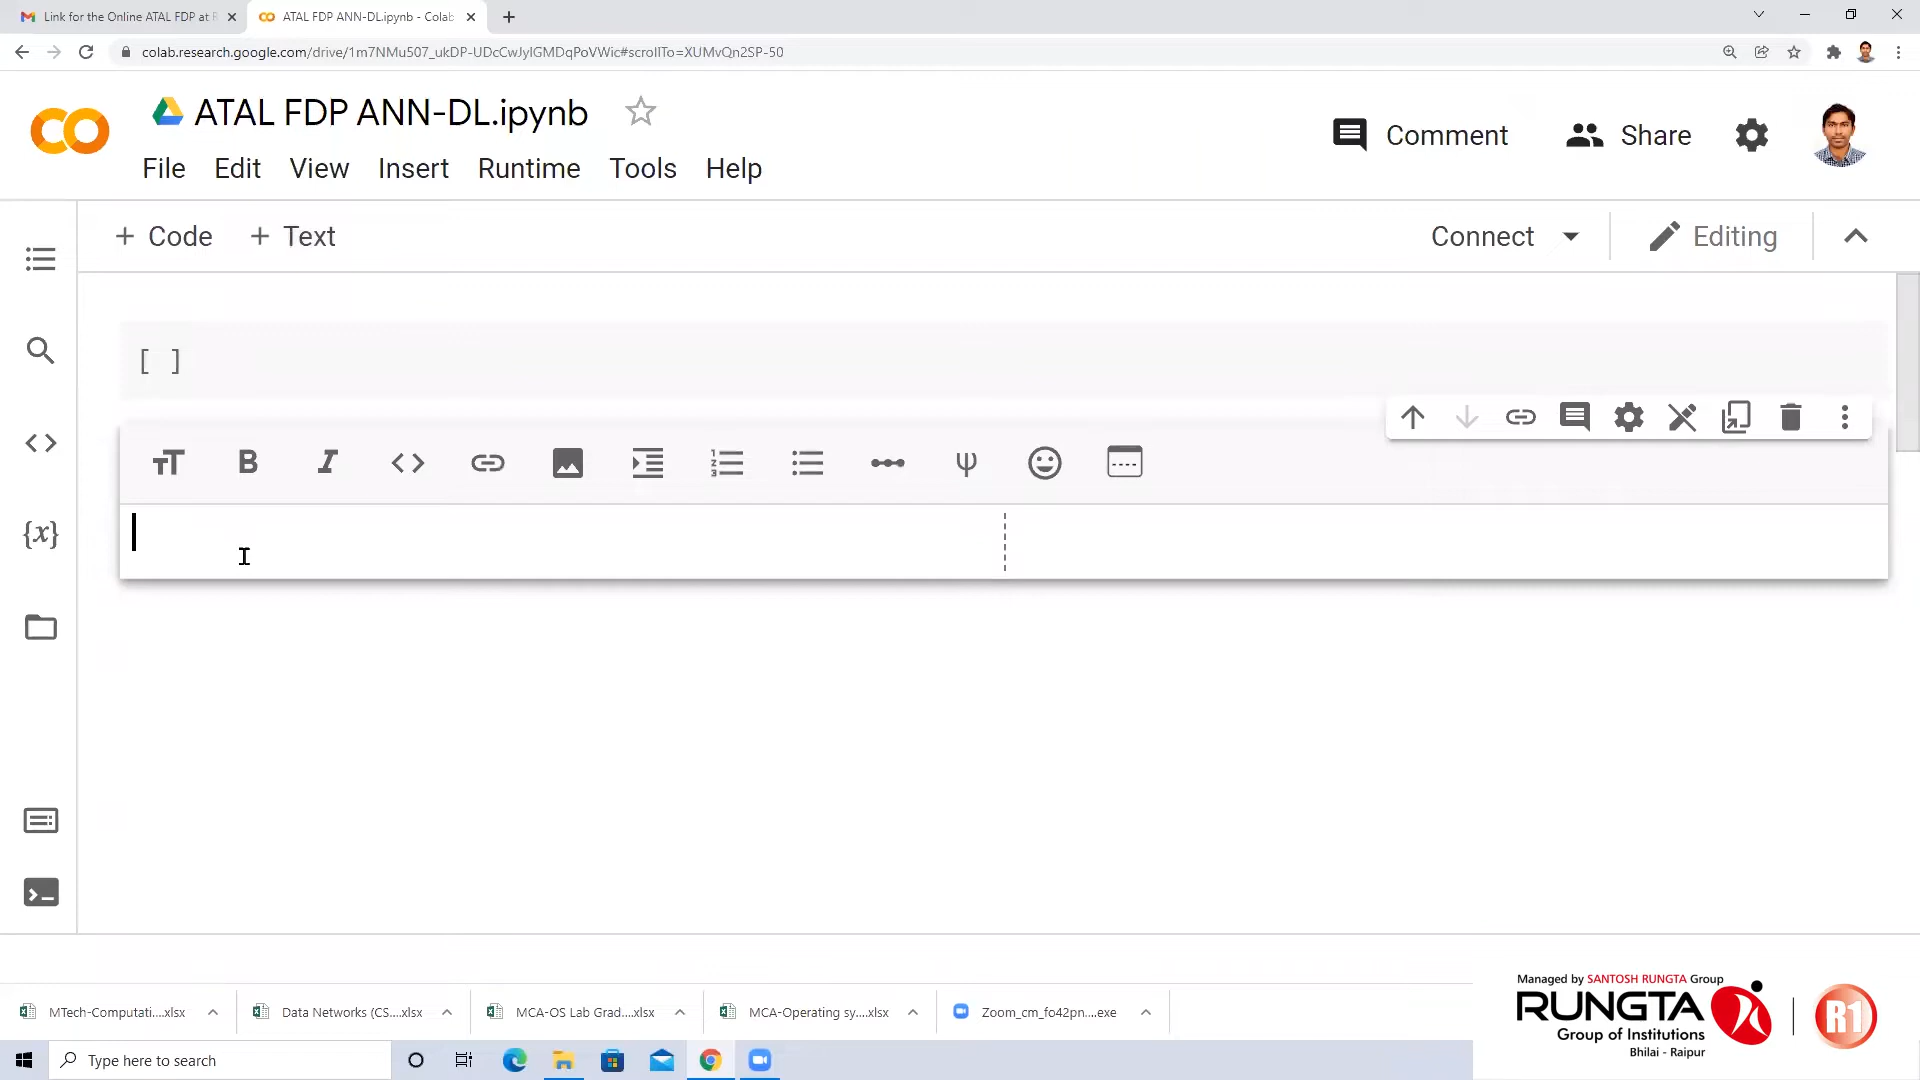 Link for the Online ATAL FDP at R
ATAL FDP ANN-DL.ipynb - Colab
colab.research.google.com/drive/1m7NMu507_ukDP-UDcCwJylGMDqPoVWic#scrollTo=XUMvQn2SP-50
ATAL FDP ANN-DL.ipynb
Comment
Share
File Edit View Insert Runtime Tools Help
+ Code + Text
Connect
Editing
[ ]
{x}
MTech-Computati....xlsx
Data Networks (CS....xlsx
MCA-OS Lab Grad....xlsx
MCA-Operating sy....xlsx
Zoom_cm_fo42pn....exe
Type here to search
Managed by SANTOSH RUNGTA Group
RUNGTA
Group of Institutions
Bhilai - Raipur
R1